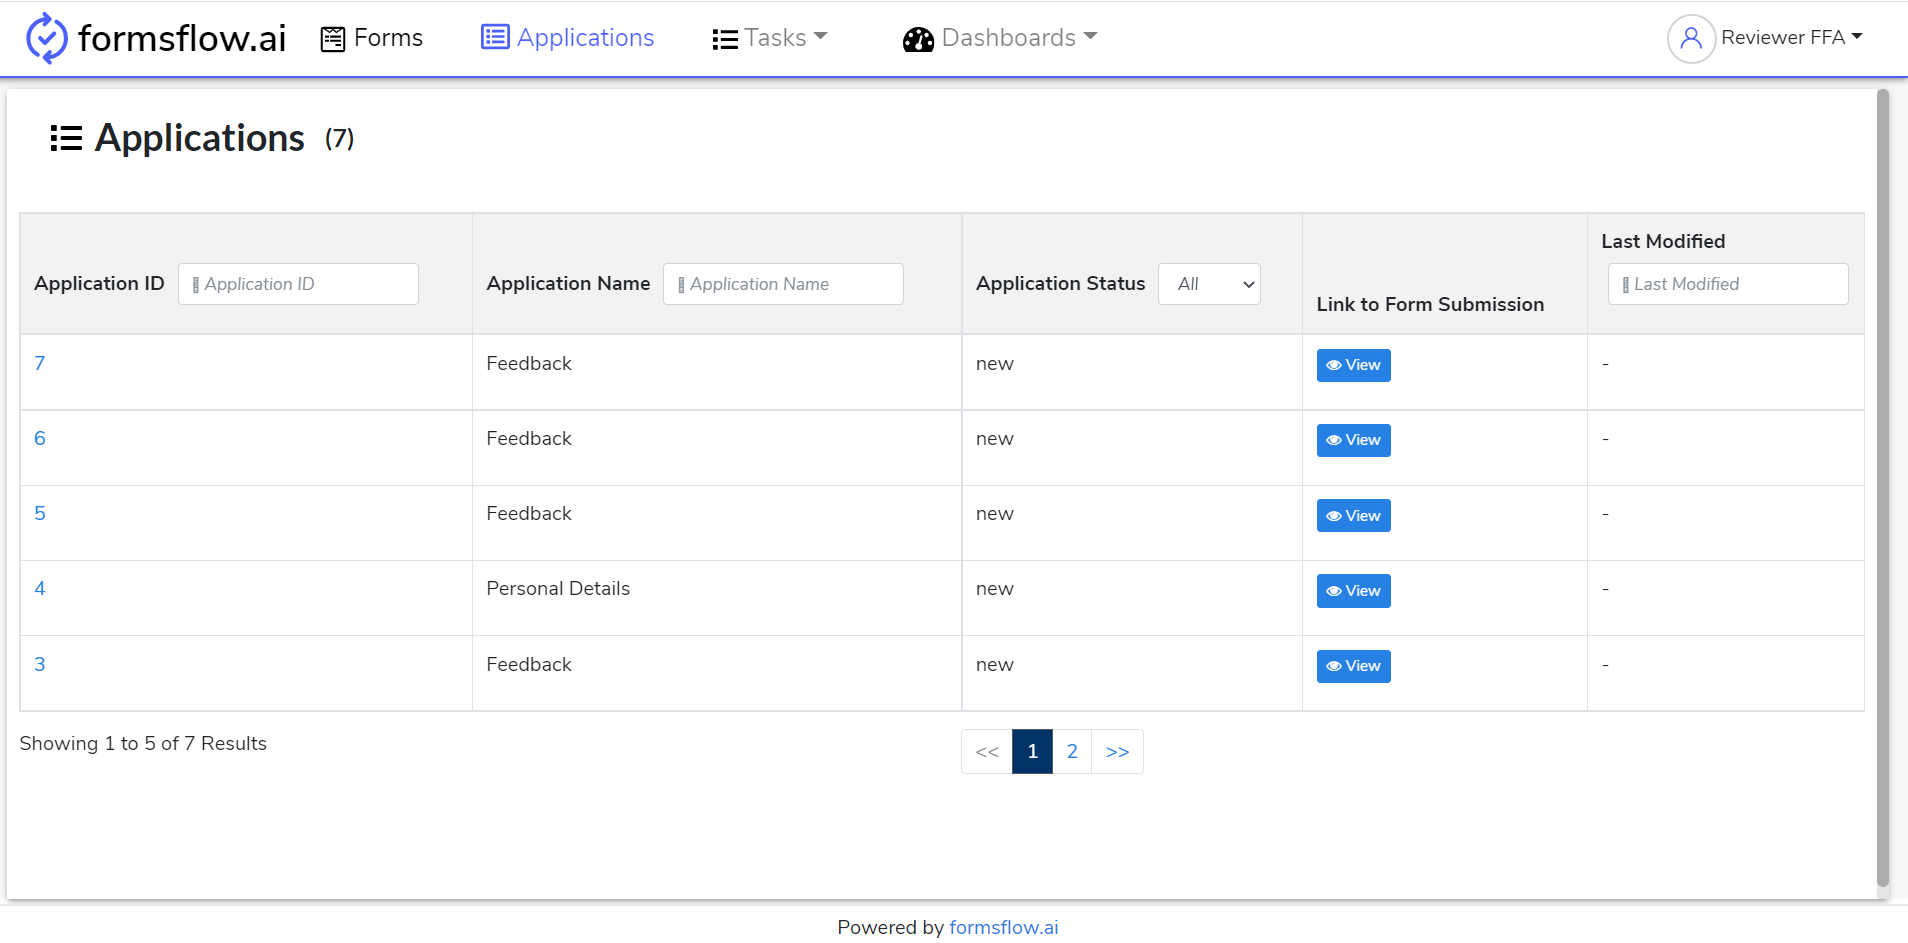 formsflow.ai Forms Applications Tasks Dashboards Reviewer FFA
Applications (7)
Application ID Application ID Application Name Application Name Application Status All Link to Form Submission Last Modified Last Modified
7 Feedback new View -
6 Feedback new View -
5 Feedback new View -
4 Personal Details new View -
3 Feedback new View -
Showing 1 to 5 of 7 Results << 1 2 >>
Powered by formsflow.ai